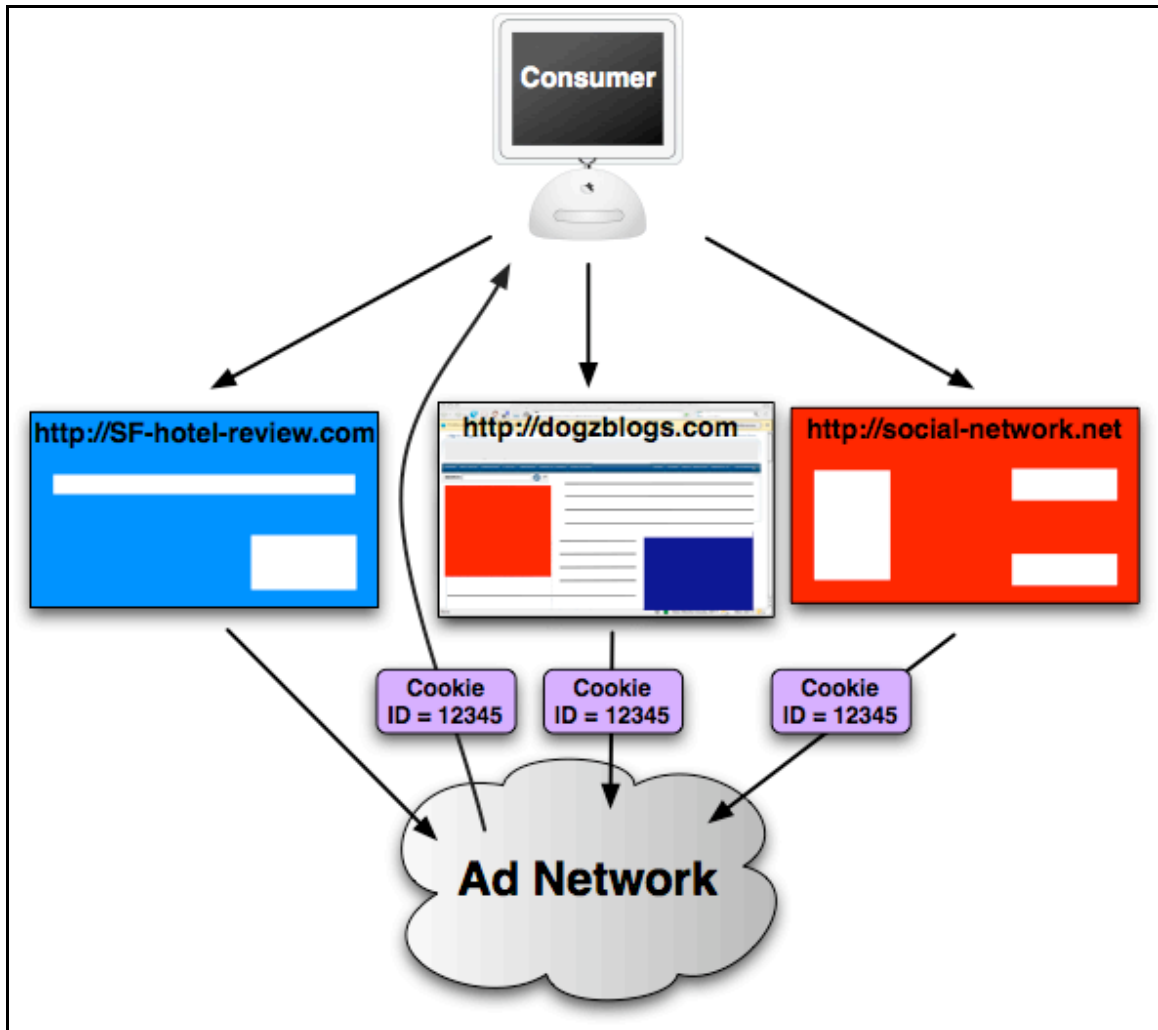 Consumer
http://SF-hotel-review.com
http://dogzblogs.com
http://social-network.net
Cookie
ID = 12345
Cookie
ID = 12345
Cookie
ID = 12345
Ad Network